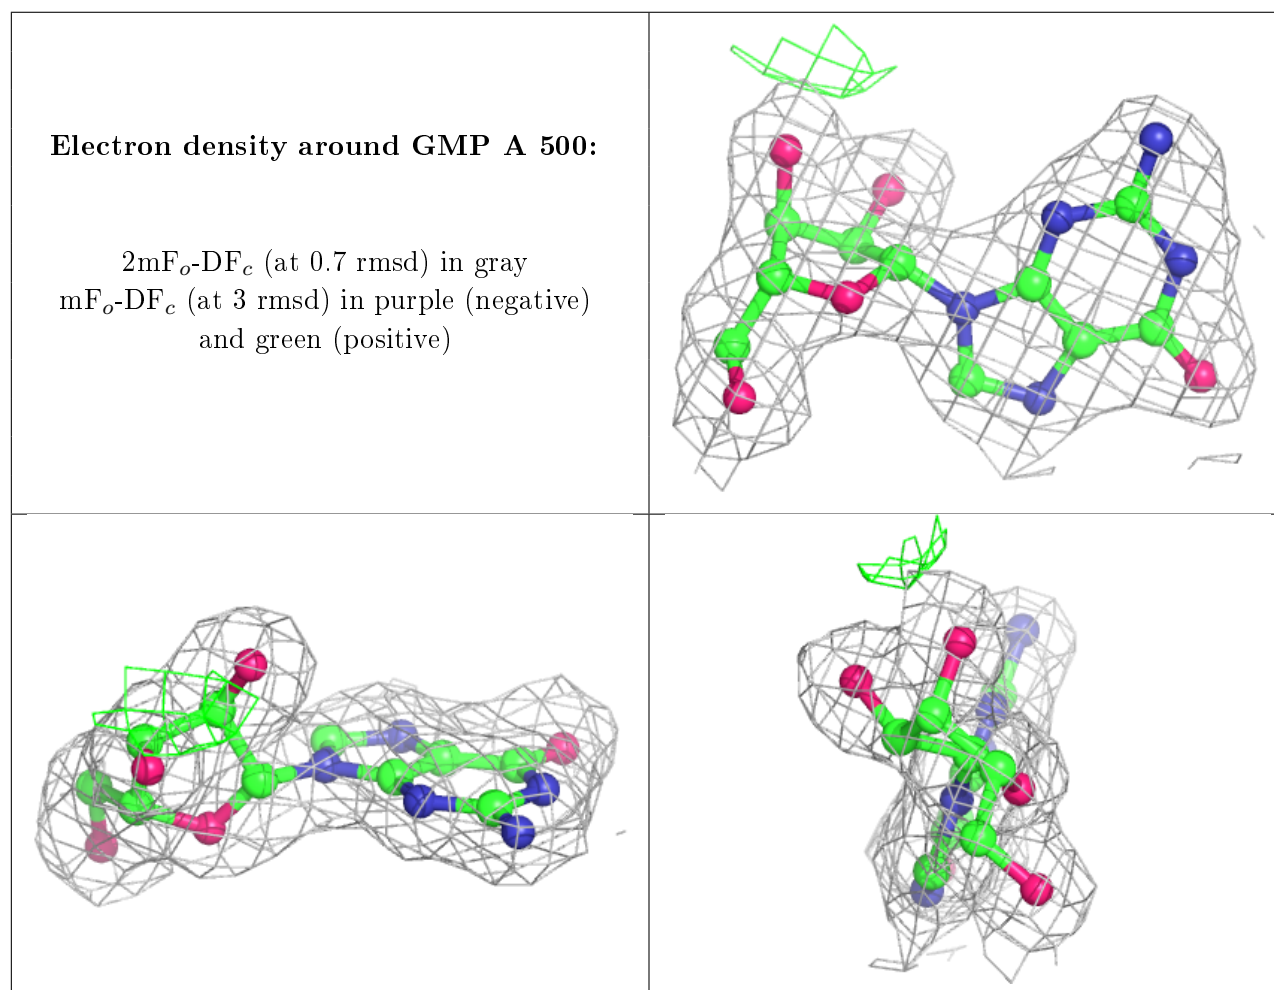 Electron density around GMP A 500:
2mFo-DFc (at 0.7 rmsd) in gray
mFo-DFc (at 3 rmsd) in purple (negative)
and green (positive)